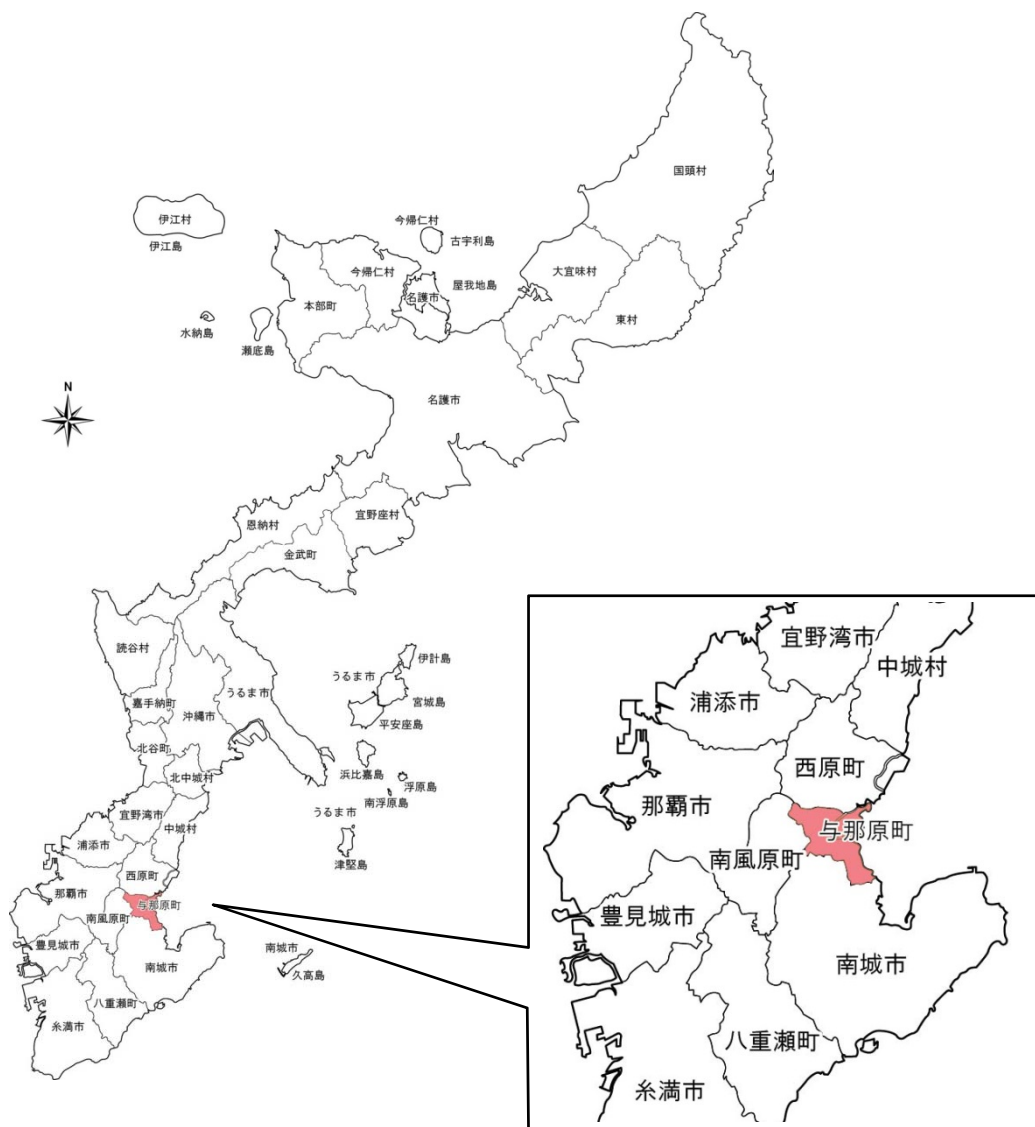 国頭村
伊江村
伊江島
今帰仁村
古宇利島
大宜味村
今帰仁村
屋我地島
名護市
本部町
東村
水納島
瀬底島
N
名護市
宜野座村
恩納村
金武町
読谷村
伊計島
うるま市
うるま市
宮城島
嘉手納町
沖縄市
平安座島
北谷町
浜比嘉島
北中城村
浮原島
南浮原島
うるま市
宜野湾市
中城村
浦添市
津堅島
西原町
那覇市
与那原町
南風原町
豊見城市
南城市
南城市
久高島
八重瀬町
糸満市
宜野湾市
中城村
浦添市
西原町
那覇市
与那原町
南風原町
豊見城市
南城市
八重瀬町
糸満市